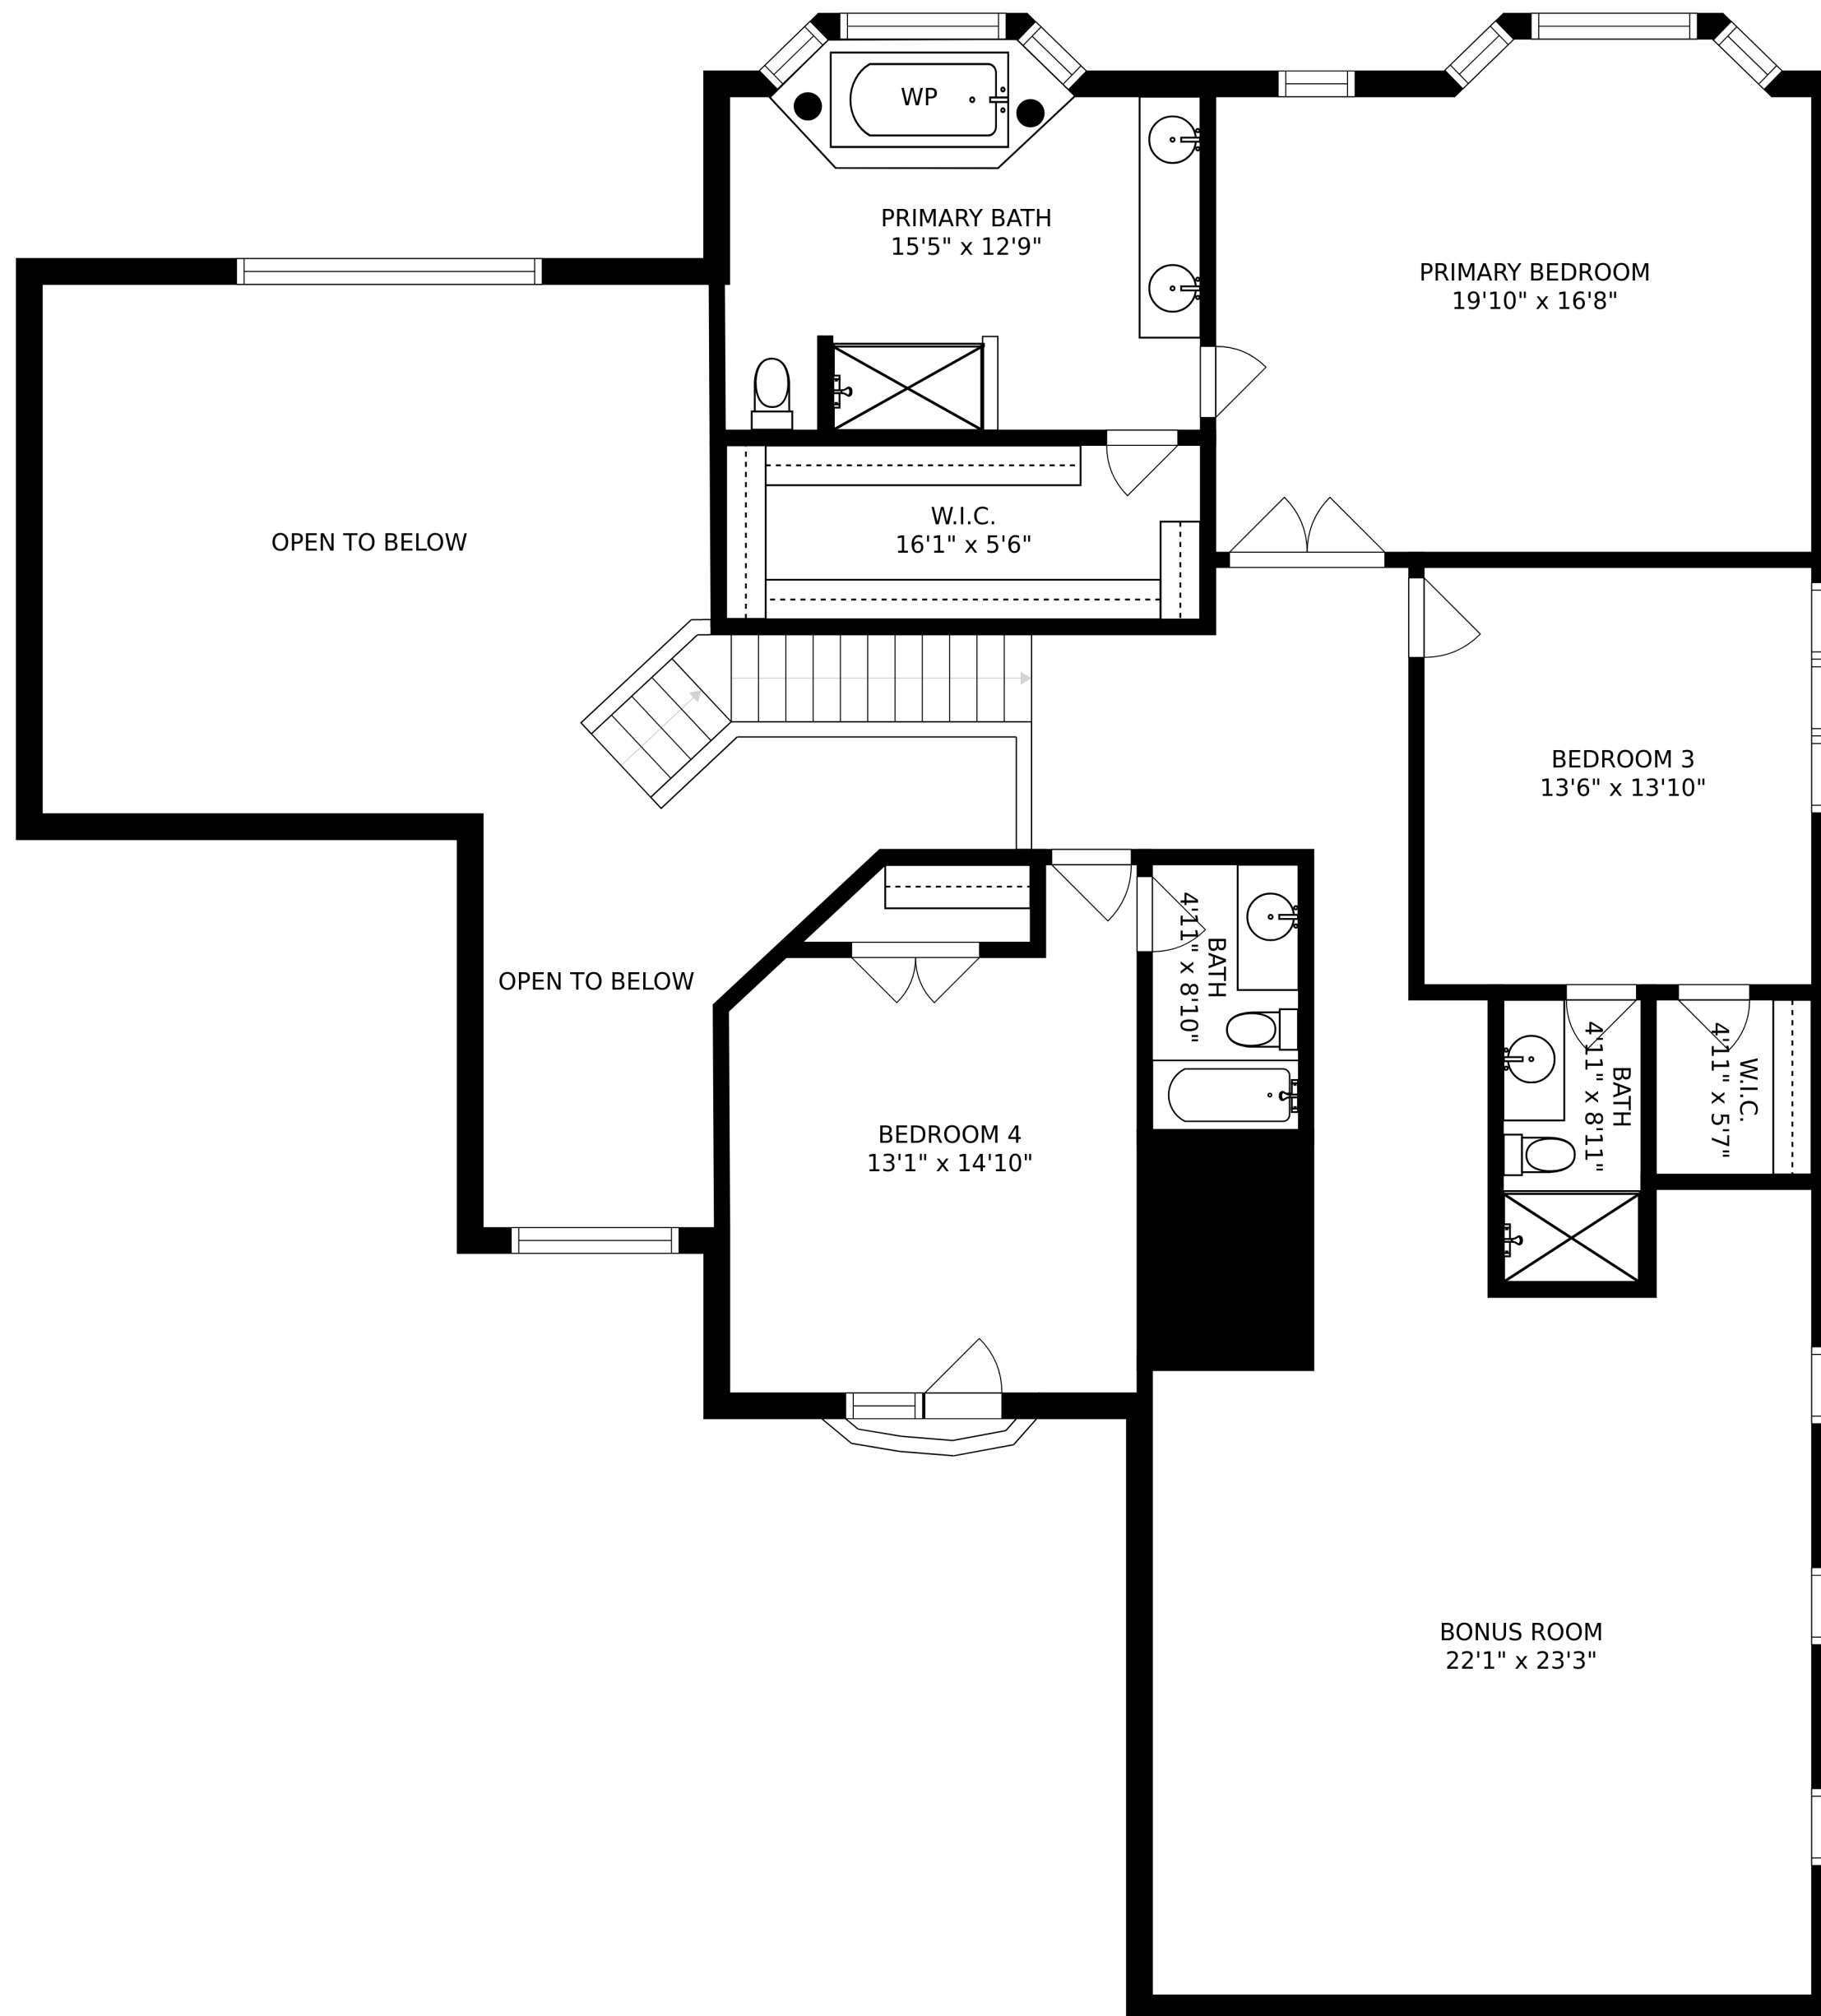 WP
PRIMARY BATH
15'5" x 12'9"
PRIMARY BEDROOM
19'10" x 16'8"
W.I.C.
16'1" x 5'6"
OPEN TO BELOW
BEDROOM 3
13'6" x 13'10"
OPEN TO BELOW
BATH
4'11" x 8'10"
BATH
4'11" x 8'11"
W.I.C.
4'11" x 5'7"
BEDROOM 4
13'1" x 14'10"
BONUS ROOM
22'1" x 23'3"